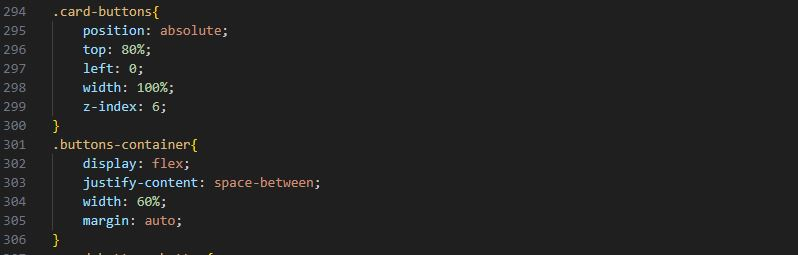 294 .card-buttons{
295 position: absolute;
296 top: 80%;
297 left: 0;
298 width: 100%;
299 z-index: 6;
300 }
301 .buttons-container{
302 display: flex;
303 justify-content: space-between;
304 width: 60%;
305 margin: auto;
306 }